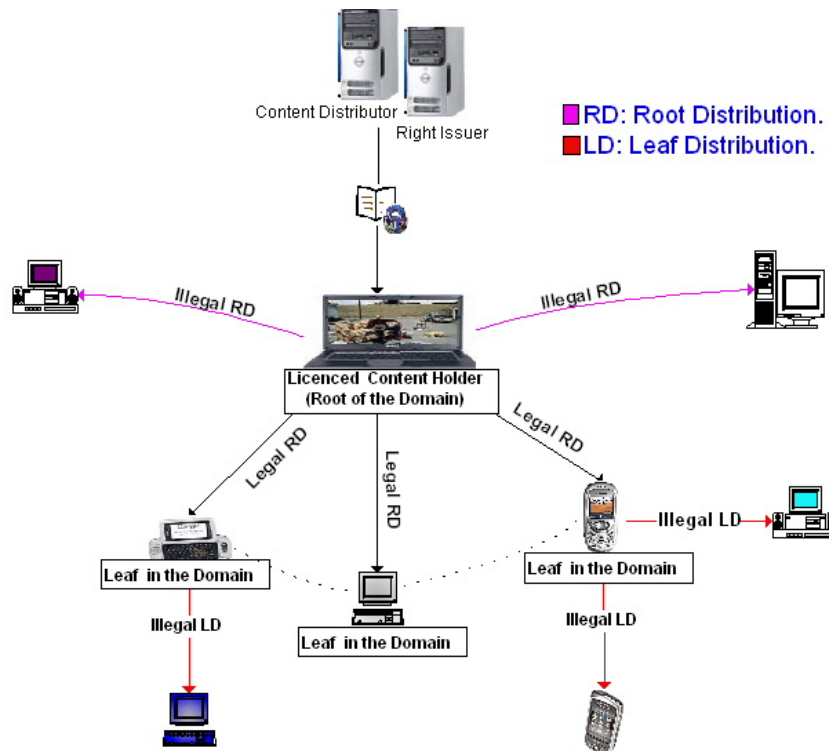 Content Distributor
Right Issuer
RD: Root Distribution.
LD: Leaf Distribution.
Illegal RD
Illegal RD
Licenced Content Holder
(Root of the Domain)
Legal RD
Legal RD
Legal RD
Illegal LD
Leaf in the Domain
Leaf in the Domain
Leaf in the Domain
Illegal LD
Illegal LD